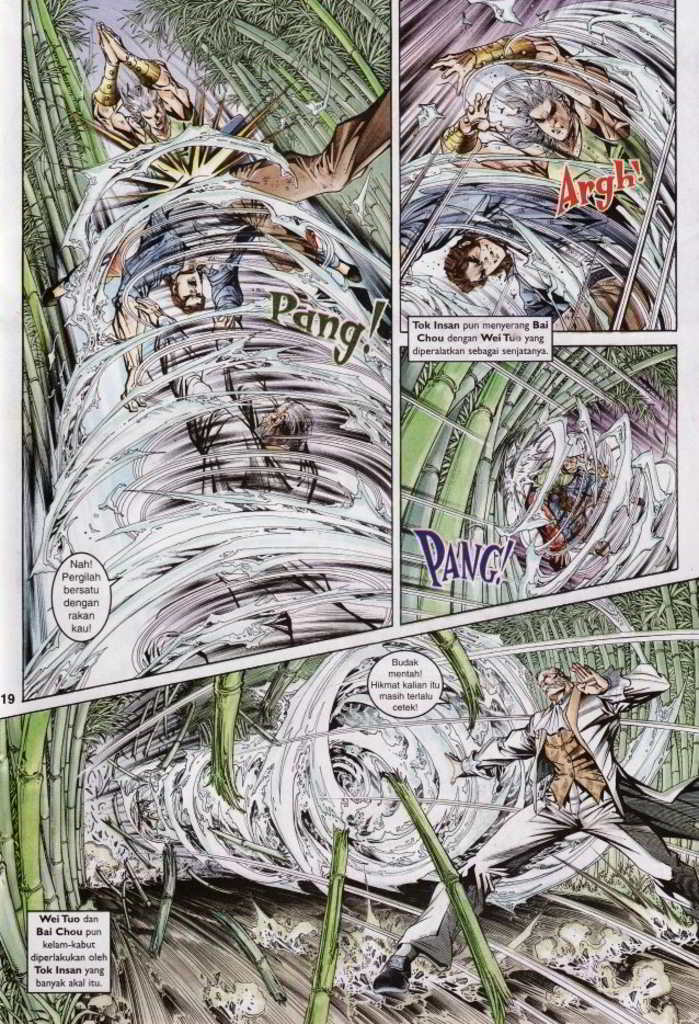 Pang!
Nah!
Pergilah
bersatu
dengan
rakan
kau!
Argh!
Tok Insan pun menyerang Bai
Chou dengan Wei Tuo yang
diperalatkan sebagai senjatanya.
PANG!
19
Budak
mentah!
Hikmat kalian itu
masih terlalu
cetek!
Wei Tuo dan
Bai Chou pun
kelam-kabut
diperlakukan oleh
Tok Insan yang
banyak akal itu.